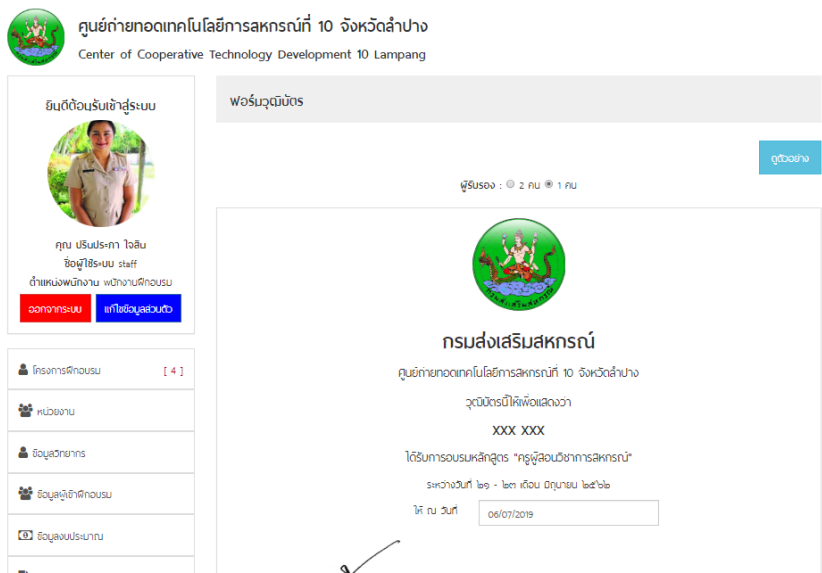 ศูนย์ถ่ายทอดเทคโนโลยีการสหกรณ์ที่ 10 จังหวัดลำปาง
Center of Cooperative Technology Development 10 Lampang
ยินดีต้อนรับเข้าสู่ระบบ
คุณ ปริมประภา ใจสิน
ชื่อผู้ใช้ระบบ staff
ตำแหน่งพนักงาน พนักงานฝึกอบรม
ออกจากระบบ แก้ไขข้อมูลส่วนตัว
โครงการฝึกอบรม [ 4 ]
หน่วยงาน
ข้อมูลวิทยากร
ข้อมูลผู้เข้าฝึกอบรม
ข้อมูลงบประมาณ
ฟอร์มวุฒิบัตร
ดูตัวอย่าง
ผู้รับรอง : 2 คน 1 คน
กรมส่งเสริมสหกรณ์
กรมส่งเสริมสหกรณ์
ศูนย์ถ่ายทอดเทคโนโลยีการสหกรณ์ที่ 10 จังหวัดลำปาง
วุฒิบัตรนี้ให้เพื่อแสดงว่า
XXX XXX
ได้รับการอบรมหลักสูตร "ครูผู้สอนวิชาการสหกรณ์"
ระหว่างวันที่ ๒๑ - ๒๓ เดือน มิถุนายน ๒๕๖๒
ให้ ณ วันที่ 06/07/2019